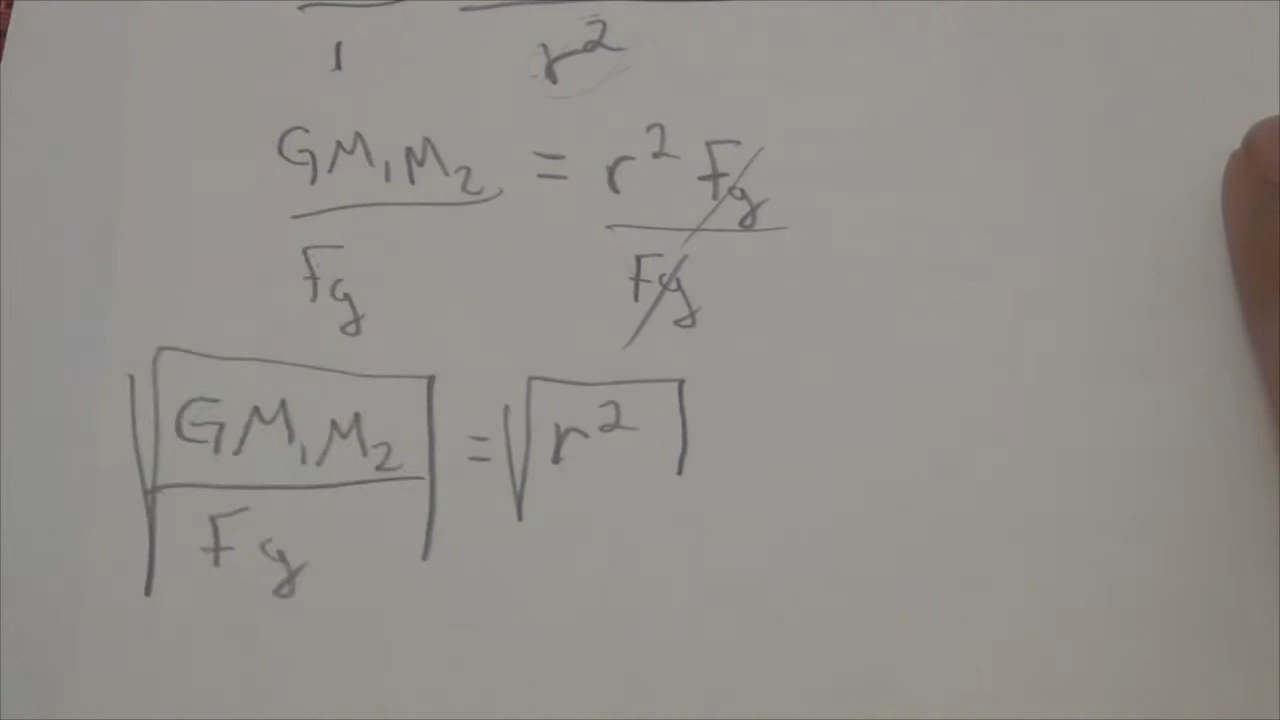 1 r²
GM₁M₂ = r² Fg
Fg Fg
√GM₁M₂ = √r²
Fg